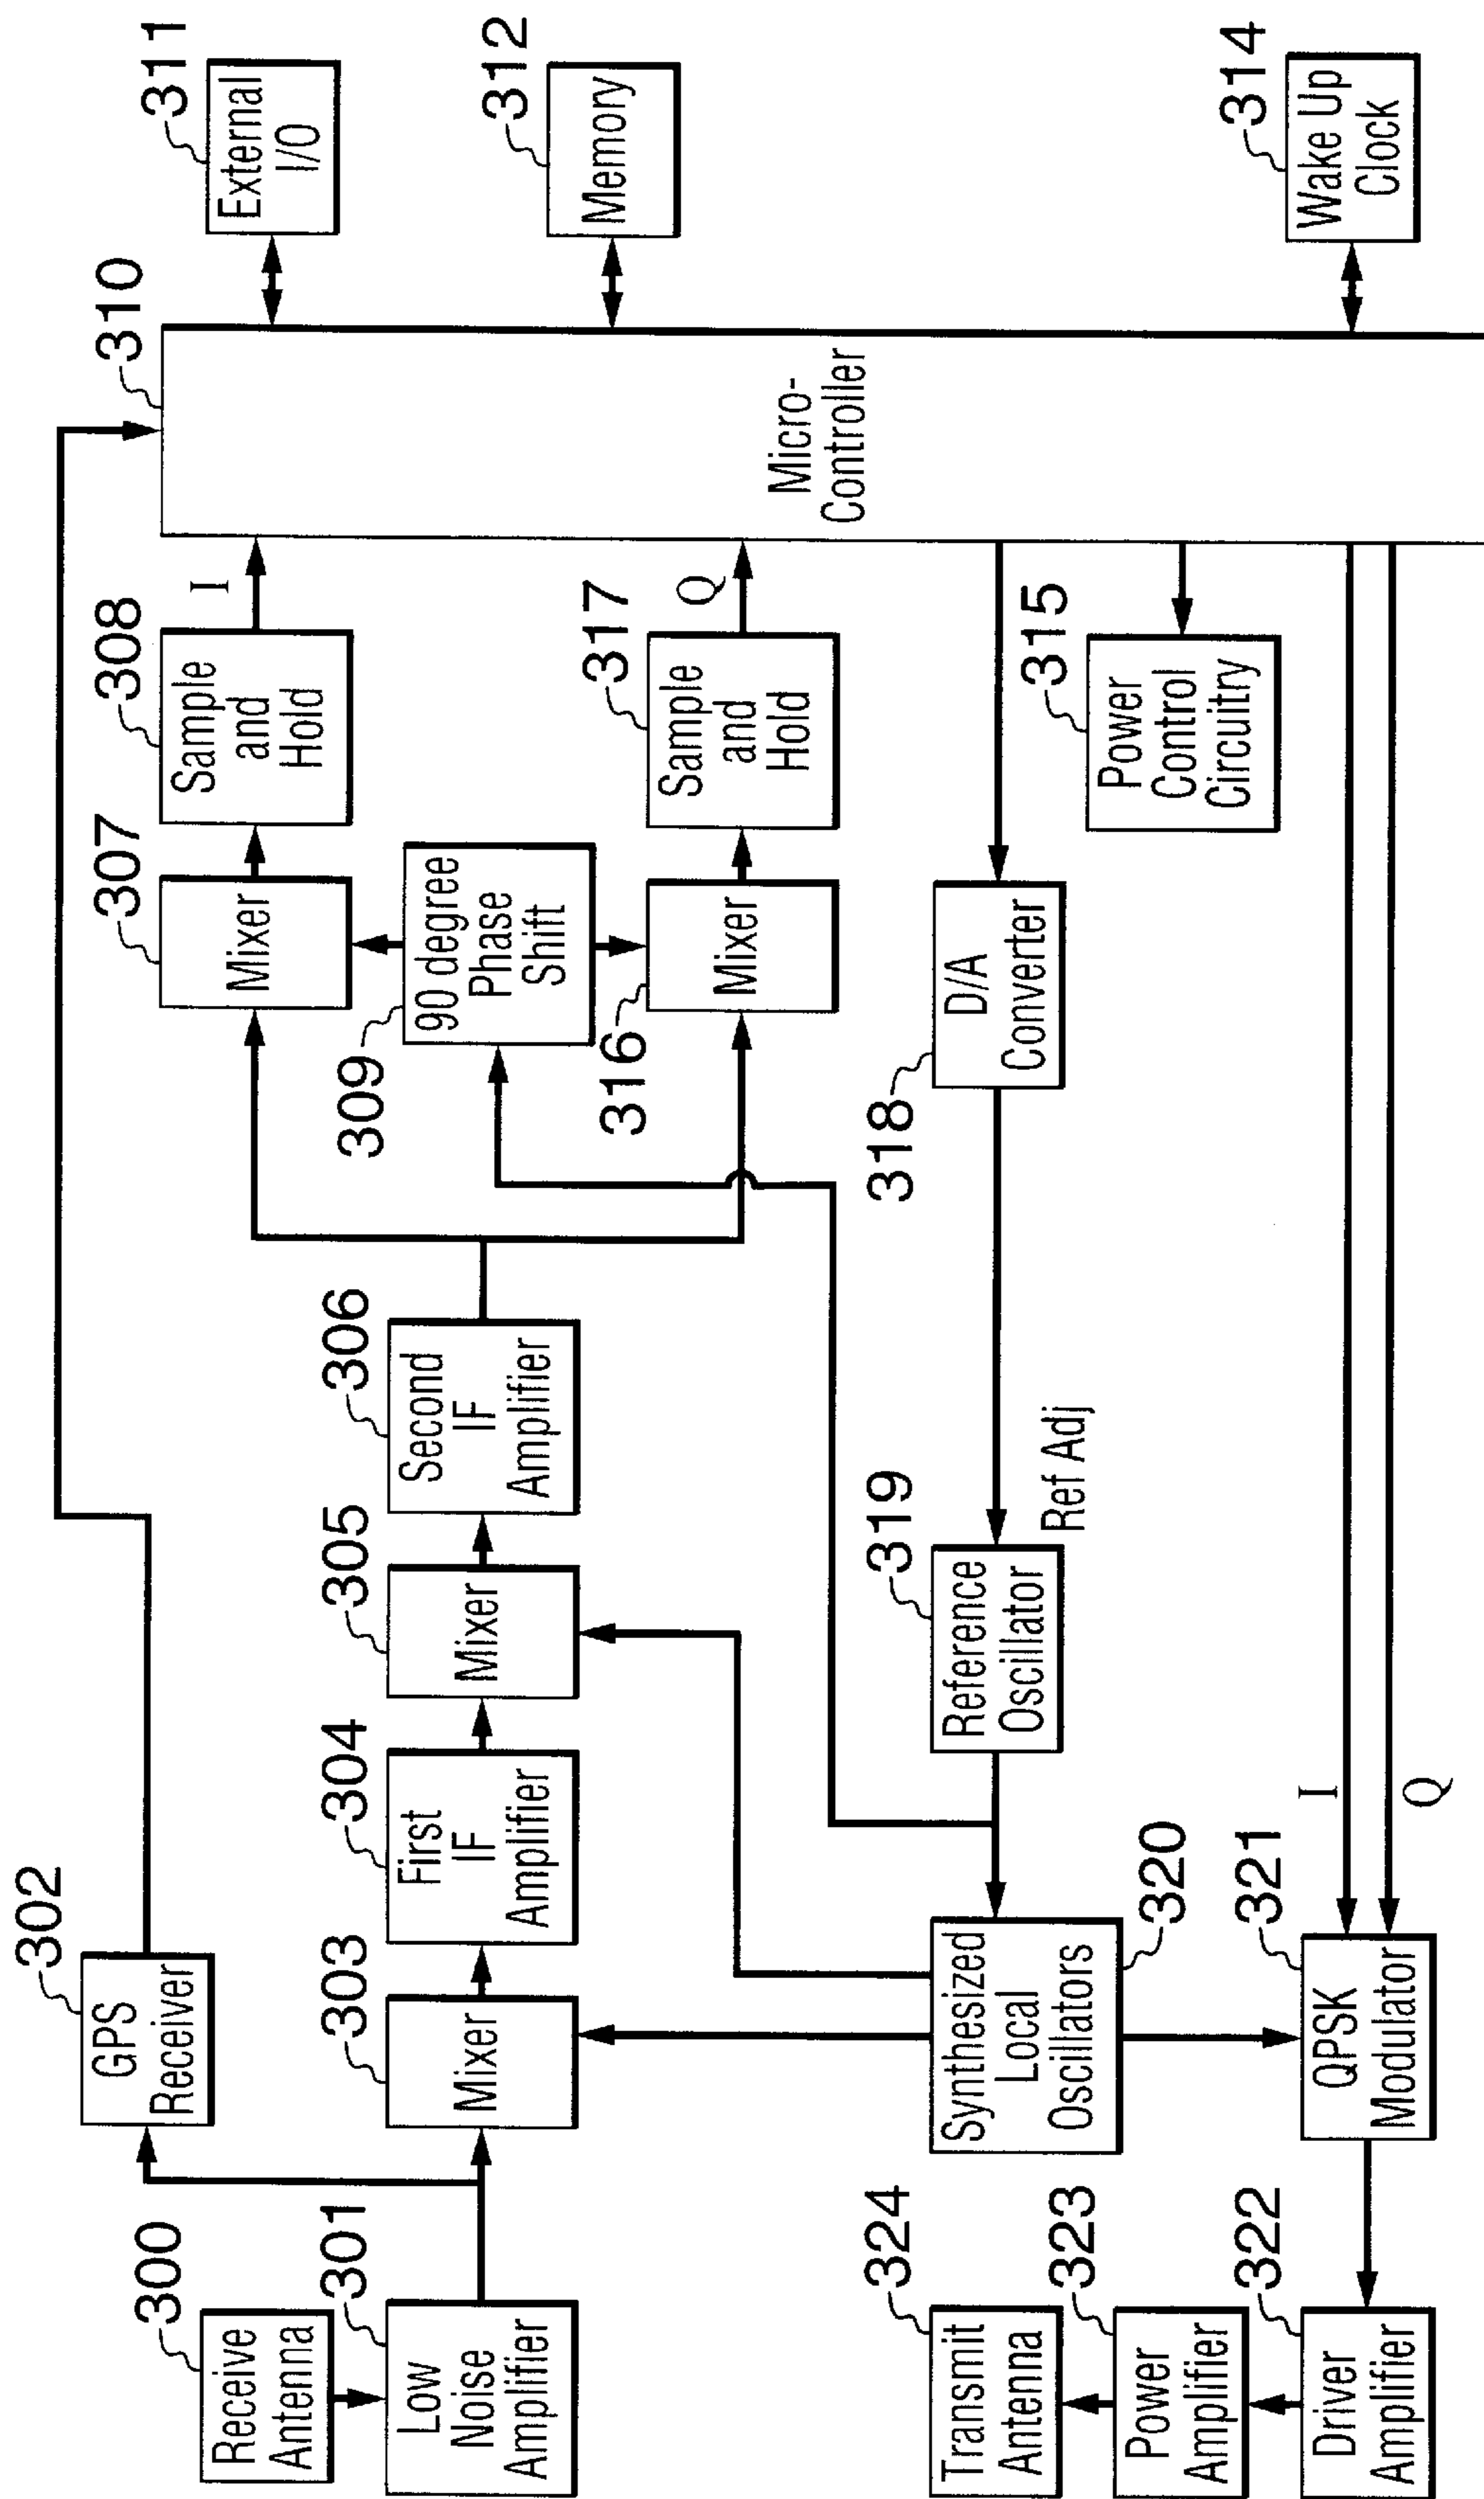 300
Receive
Antenna
301
Low
Noise
Amplifier
302
GPS
Receiver
303
Mixer
304
First
IF
Amplifier
305
Mixer
306
Second
IF
Amplifier
307
Mixer
308
Sample
and
Hold
I
309
90 degree
Phase
Shift
316
Mixer
317
Sample
and
Hold
Q
310
Micro-
Controller
311
External
I/O
312
Memory
314
Wake Up
Clock
315
Power
Control
Circuitry
318
D/A
Converter
319
Reference
Oscillator
Ref Adj
320
Synthesized
Local
Oscillators
321
QPSK
Modulator
I
Q
322
Driver
Amplifier
323
Power
Amplifier
324
Transmit
Antenna